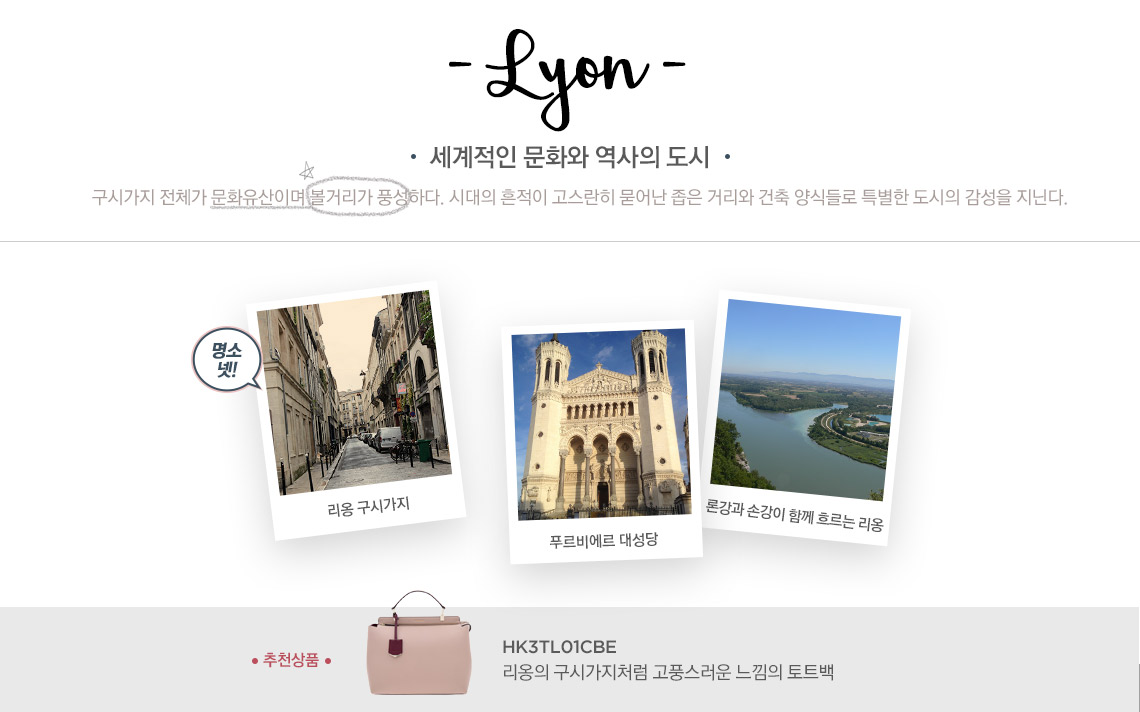 - Lyon -
• 세계적인 문화와 역사의 도시 •
구시가지 전체가 문화유산이며 볼거리가 풍성하다. 시대의 흔적이 고스란히 묻어난 좁은 거리와 건축 양식들로 특별한 도시의 감성을 지닌다.
명소
넷!
리옹 구시가지
푸르비에르 대성당
론강과 손강이 함께 흐르는 리옹
• 추천상품 •
HK3TL01CBE
리옹의 구시가지처럼 고풍스러운 느낌의 토트백